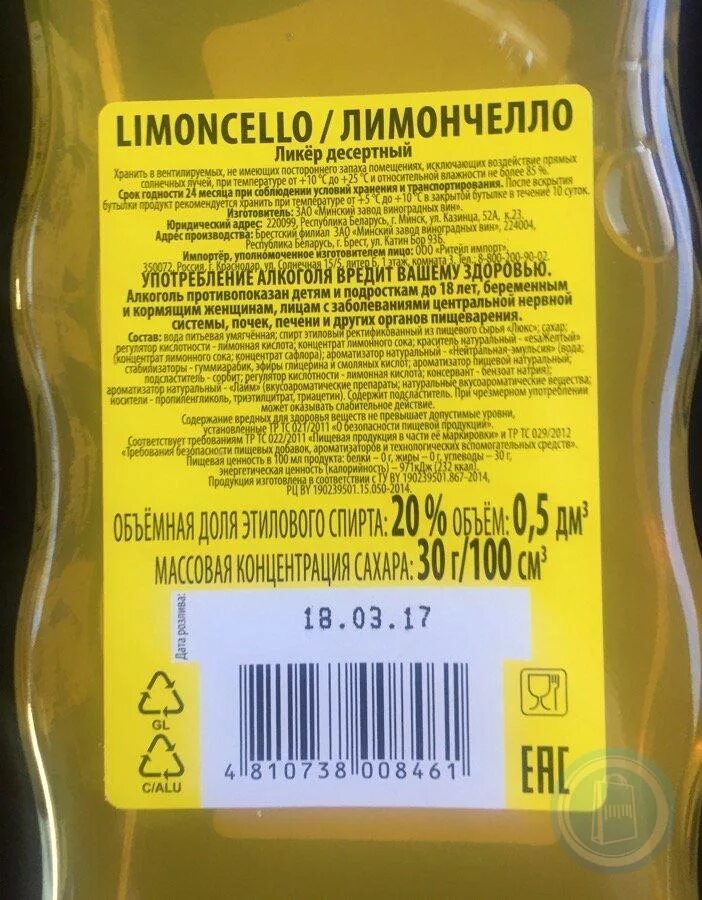 LIMONCELLO / ЛИМОНЧЕЛЛО
Ликёр десертный
Хранить в вентилируемых, не имеющих постороннего запаха помещениях, исключающих воздействие прямых
солнечных лучей, при температуре от +10 °С до +25 °С и относительной влажности не более 85 %.
Срок годности 24 месяца при соблюдении условий хранения и транспортирования. После вскрытия
бутылки продукт рекомендуется хранить при температуре от +5 °С до +10 °С в закрытой бутылке в течение 10 суток.
Изготовитель: ЗАО «Минский завод виноградных вин».
Юридический адрес: 220099, Республика Беларусь, г. Минск, ул. Казинца, 52А, к.23.
Адрес производства: Брестский филиал ЗАО «Минский завод виноградных вин», 224004,
Республика Беларусь, г. Брест, ул. Катин Бор 93Б.
Импортёр, уполномоченное изготовителем лицо: ООО «Ритейл импорт»,
350072, Россия, г. Краснодар, ул. Солнечная 15/5, литер Б, 1 этаж, комната 3, Тел.: 8-800-200-90-02
УПОТРЕБЛЕНИЕ АЛКОГОЛЯ ВРЕДИТ ВАШЕМУ ЗДОРОВЬЮ.
Алкоголь противопоказан детям и подросткам до 18 лет, беременным
и кормящим женщинам, лицам с заболеваниями центральной нервной
системы, почек, печени и других органов пищеварения.
Состав: вода питьевая умягчённая; спирт этиловый ректификованный из пищевого сырья «Люкс»; сахар;
регулятор кислотности - лимонная кислота; концентрат лимонного сока; краситель натуральный - «esaЖелтый»
(концентрат лимонного сока; концентрат сафлора); ароматизатор натуральный - «Нейтральная-эмульсия» (вода;
стабилизаторы - гуммиарабик, эфиры глицерина и смоляных кислот; ароматизатор пищевой натуральный;
подсластитель - сорбит; регулятор кислотности - лимонная кислота; консервант - бензоат натрия);
ароматизатор натуральный - «Лайм» (вкусоароматические препараты; натуральные вкусоароматические вещества;
носители - пропиленгликоль, триэтилцитрат, триацетин). Содержит подсластитель. При чрезмерном употреблении
может оказывать слабительное действие.
Содержание вредных для здоровья веществ не превышает допустимые уровни,
установленные ТР ТС 021/2011 «О безопасности пищевой продукции».
Соответствует требованиям ТР ТС 022/2011 "Пищевая продукция в части её маркировки» и ТР ТС 029/2012
«Требования безопасности пищевых добавок, ароматизаторов и технологических вспомогательных средств».
Пищевая ценность в 100 мл продукта: белки – 0 г, жиры – 0 г, углеводы – 30 г,
энергетическая ценность (калорийность) – 971кДж (232 ккал).
Продукция изготовлена в соответствии с ТУ BY 190239501.867-2014,
РЦ BY 190239501.15.050-2014.
ОБЪЁМНАЯ ДОЛЯ ЭТИЛОВОГО СПИРТА: 20 % ОБЪЁМ: 0,5 дм³
МАССОВАЯ КОНЦЕНТРАЦИЯ САХАРА: 30 г/100 см³
Дата розлива:
18.03.17
GL
C/ALU
4 810738 008461
EAC